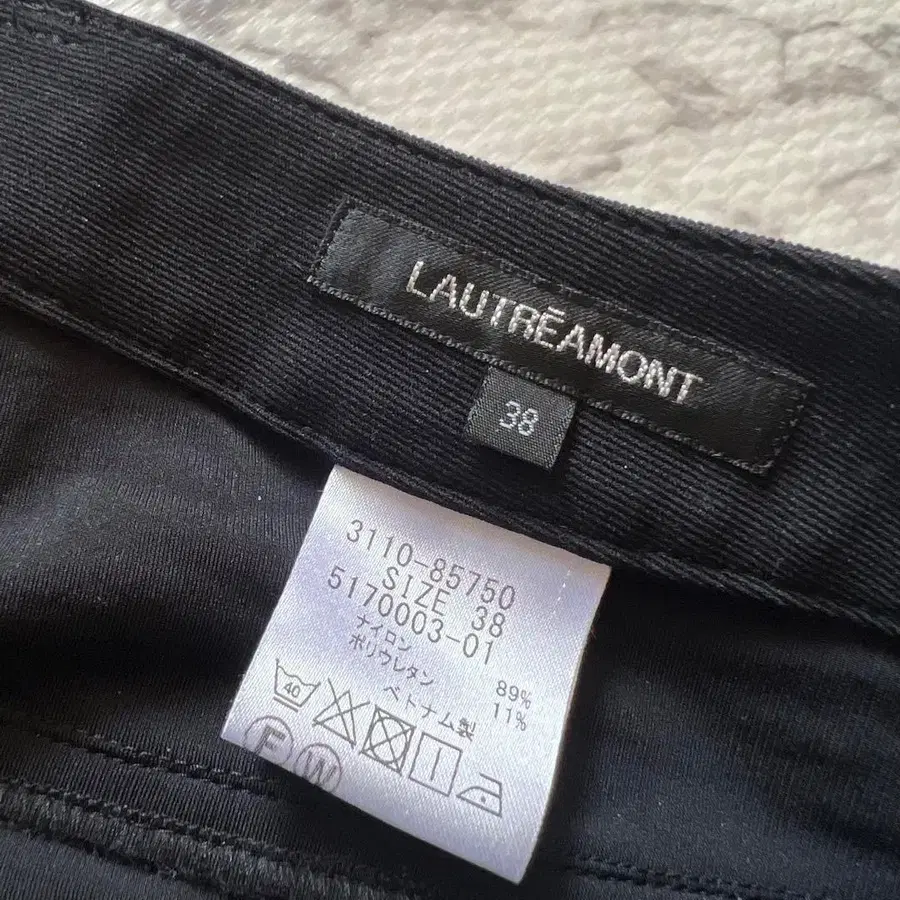 LAUTRĒAMONT
38
3110-85750
SIZE 38
5170003-01
ナイロン 89%
ポリウレタン 11%
ベトナム製
40
F W